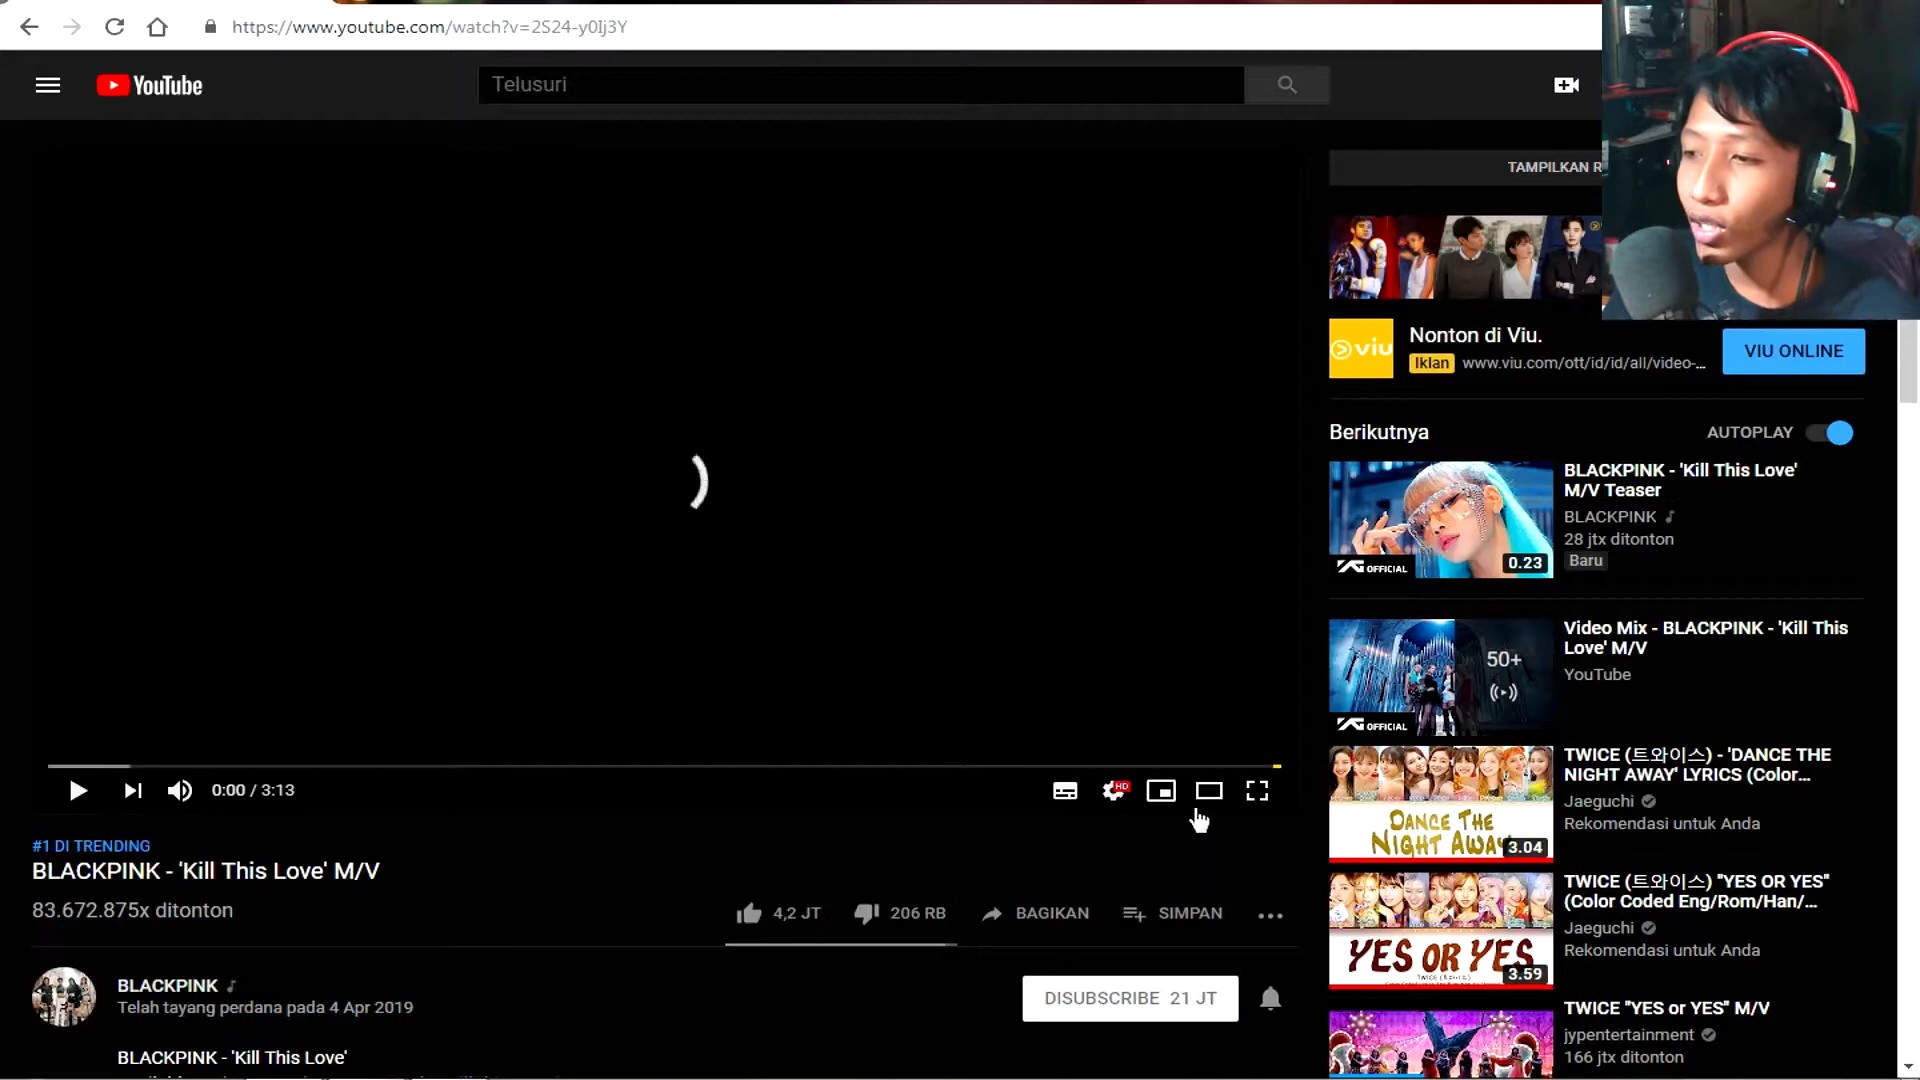 https://www.youtube.com/watch?v=2S24-y0Ij3Y
YouTube
Telusuri
TAMPILKAN R
Nonton di Viu.
viu
Iklan www.viu.com/ott/id/id/all/video-...
VIU ONLINE
Berikutnya
AUTOPLAY
BLACKPINK - 'Kill This Love'
M/V Teaser
BLACKPINK
28 jtx ditonton
Baru
YG OFFICIAL
0.23
Video Mix - BLACKPINK - 'Kill This
Love' M/V
YouTube
50+
YG OFFICIAL
TWICE (트와이스) - 'DANCE THE
NIGHT AWAY' LYRICS (Color...
Jaeguchi
Rekomendasi untuk Anda
DANCE THE
NIGHT AWAY
3.04
TWICE (트와이스) "YES OR YES"
(Color Coded Eng/Rom/Han/...
Jaeguchi
Rekomendasi untuk Anda
YES OR YES
3.59
TWICE "YES or YES" M/V
jypentertainment
166 jtx ditonton
0:00 / 3:13
HD
#1 DI TRENDING
BLACKPINK - 'Kill This Love' M/V
83.672.875x ditonton
4,2 JT
206 RB
BAGIKAN
SIMPAN
BLACKPINK
Telah tayang perdana pada 4 Apr 2019
DISUBSCRIBE 21 JT
BLACKPINK - 'Kill This Love'